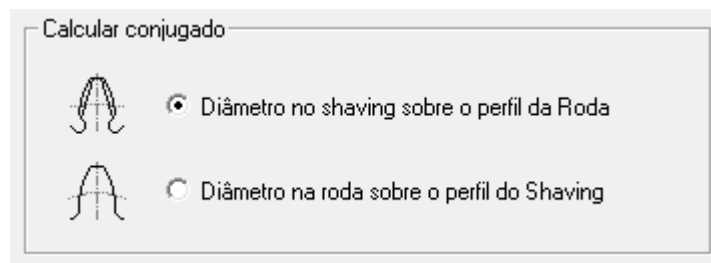 Calcular conjugado
Diâmetro no shaving sobre o perfil da Roda
Diâmetro na roda sobre o perfil do Shaving